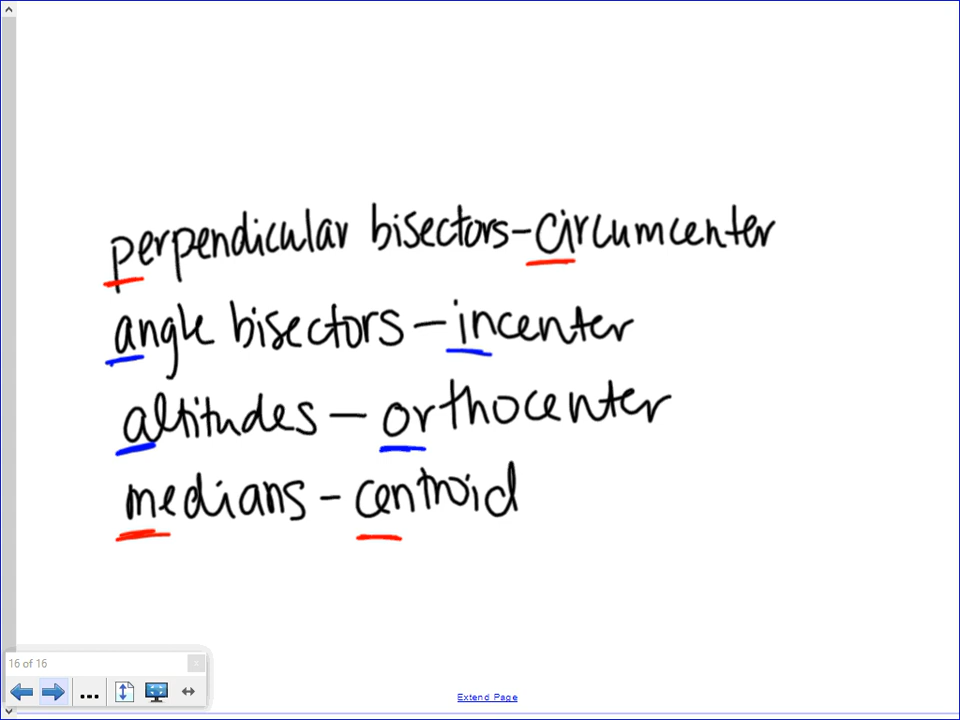 perpendicular bisectors-circumcenter
angle bisectors - incenter
altitudes - orthocenter
medians - centroid
16 of 16
Extend Page